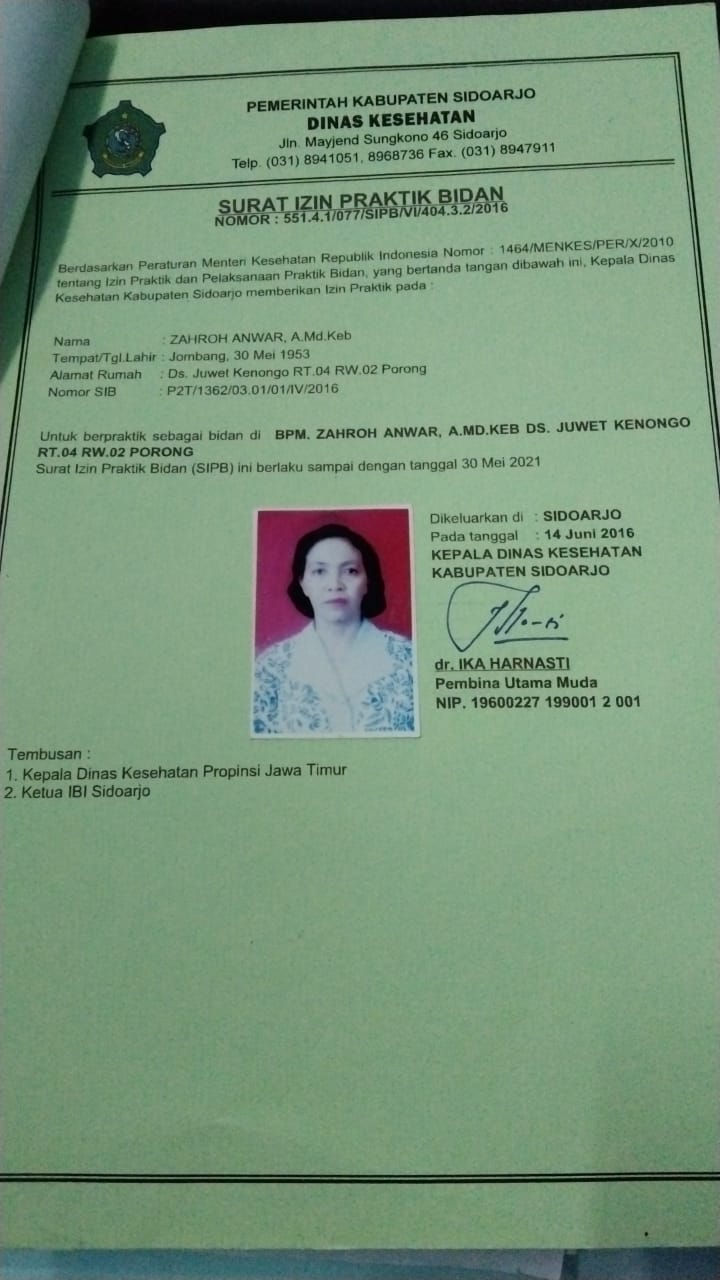 PEMERINTAH KABUPATEN SIDOARJO
DINAS KESEHATAN
Jln. Mayjend Sungkono 46 Sidoarjo
Telp. (031) 8941051, 8968736 Fax. (031) 8947911
SURAT IZIN PRAKTIK BIDAN
NOMOR : 551.4.1/077/SIPB/VI/404.3.2/2016
Berdasarkan Peraturan Menteri Kesehatan Republik Indonesia Nomor : 1464/MENKES/PER/X/2010
tentang Izin Praktik dan Pelaksanaan Praktik Bidan, yang bertanda tangan dibawah ini, Kepala Dinas
Kesehatan Kabupaten Sidoarjo memberikan Izin Praktik pada :
Nama : ZAHROH ANWAR, A.Md.Keb
Tempat/Tgl.Lahir : Jombang, 30 Mei 1953
Alamat Rumah : Ds. Juwet Kenongo RT.04 RW.02 Porong
Nomor SIB : P2T/1362/03.01/01/IV/2016
Untuk berpraktik sebagai bidan di BPM. ZAHROH ANWAR, A.MD.KEB DS. JUWET KENONGO
RT.04 RW.02 PORONG
Surat Izin Praktik Bidan (SIPB) ini berlaku sampai dengan tanggal 30 Mei 2021
Dikeluarkan di : SIDOARJO
Pada tanggal : 14 Juni 2016
KEPALA DINAS KESEHATAN
KABUPATEN SIDOARJO
dr. IKA HARNASTI
Pembina Utama Muda
NIP. 19600227 199001 2 001
Tembusan :
1. Kepala Dinas Kesehatan Propinsi Jawa Timur
2. Ketua IBI Sidoarjo